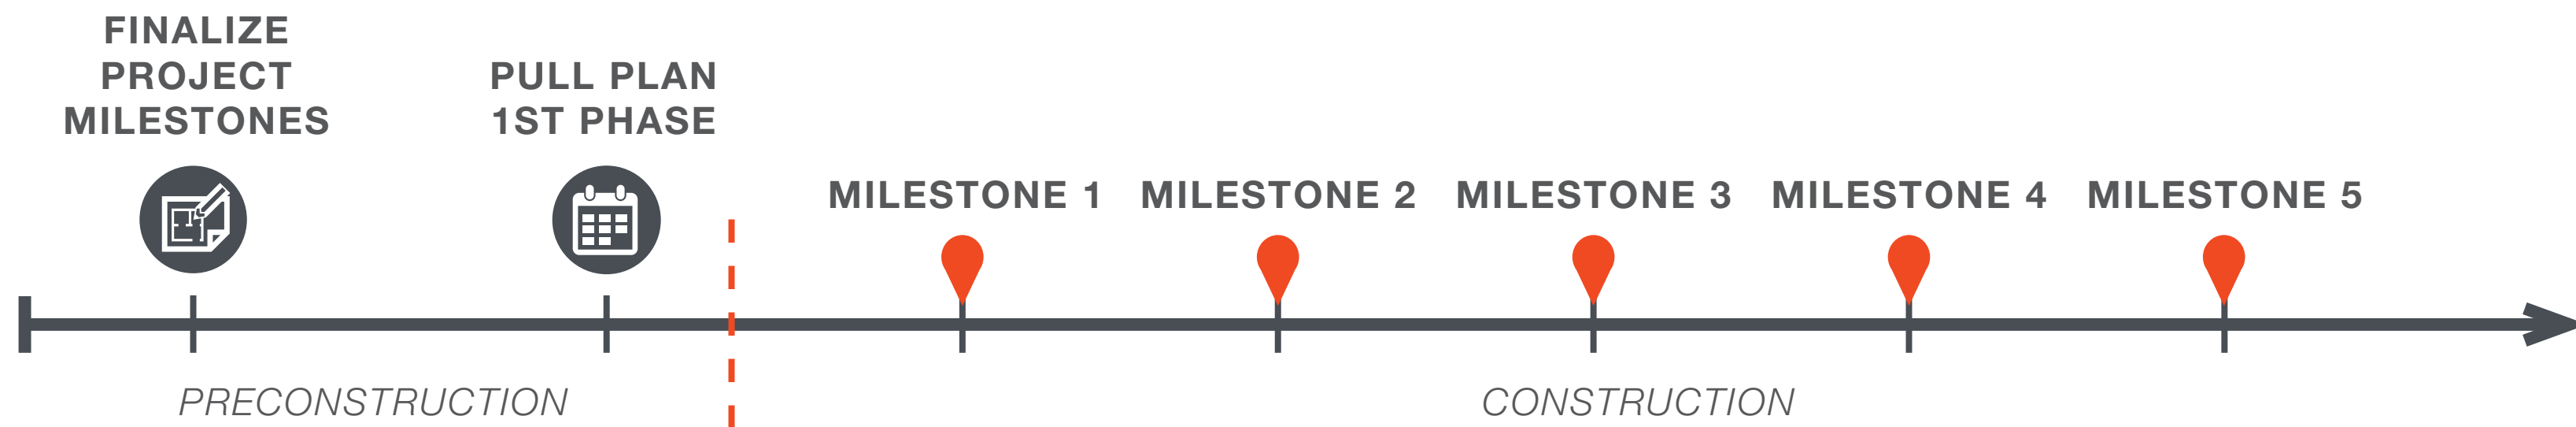 FINALIZE
PROJECT
MILESTONES
PULL PLAN
1ST PHASE
MILESTONE 1
MILESTONE 2
MILESTONE 3
MILESTONE 4
MILESTONE 5
PRECONSTRUCTION
CONSTRUCTION